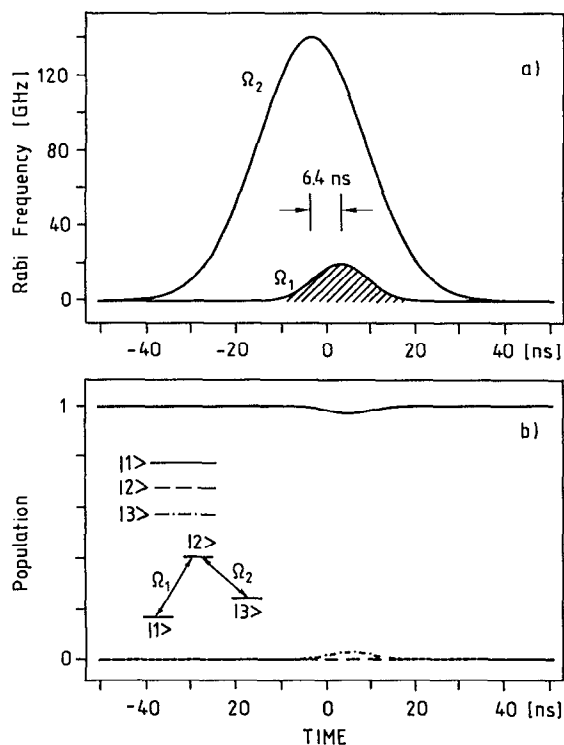 Rabi Frequency [GHz]
120
80
40
0
a)
Ω₂
6.4 ns
Ω₁
-40
-20
0
20
40 [ns]
Population
1
0
b)
|1>
|2>
|3>
|2>
Ω₁
Ω₂
|1>
|3>
-40
20
0
20
40 [ns]
TIME